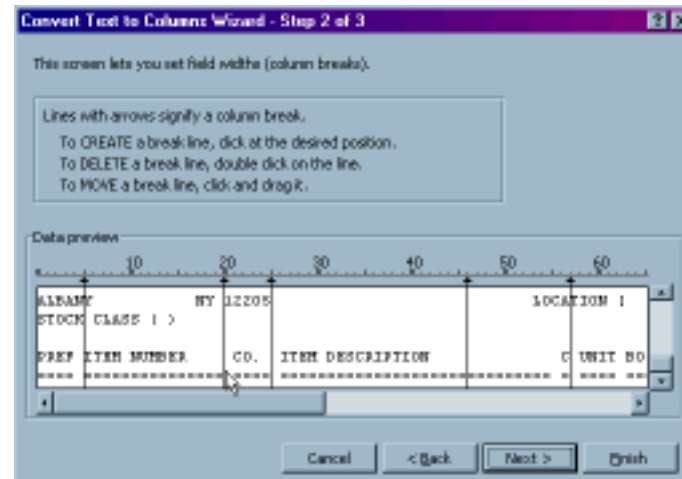 Convert Text to Columns Wizard - Step 2 of 3
This screen lets you set field widths (column breaks).
Lines with arrows signify a column break.
To CREATE a break line, click at the desired position.
To DELETE a break line, double click on the line.
To MOVE a break line, click and drag it.
Data preview
10 20 30 40 50 60
ALBANY NY 12205 LOCATION :
STOCK CLASS ( )
PREF ITEM NUMBER CO. ITEM DESCRIPTION C UNIT BO
Cancel < Back Next > Finish